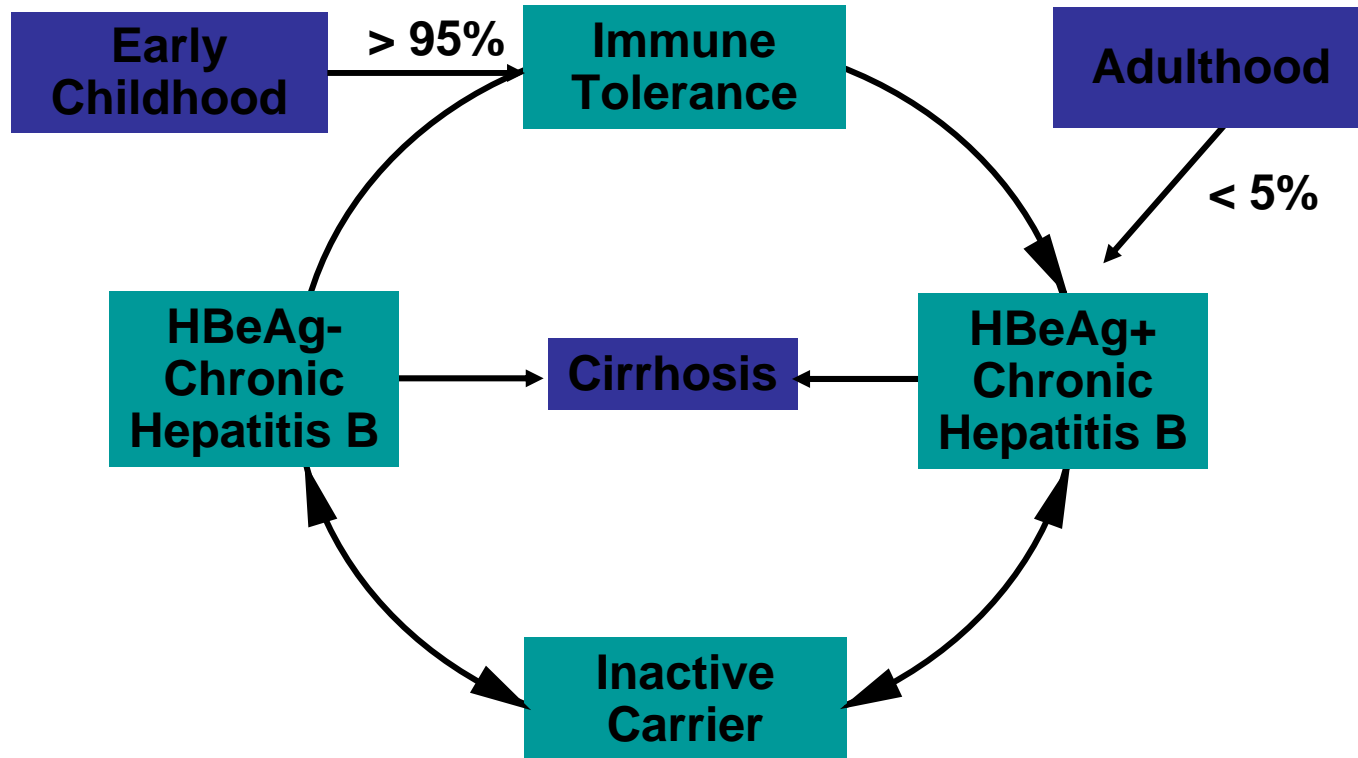 Early
Childhood
> 95%
Immune
Tolerance
Adulthood
< 5%
HBeAg-
Chronic
Hepatitis B
Cirrhosis
HBeAg+
Chronic
Hepatitis B
Inactive
Carrier